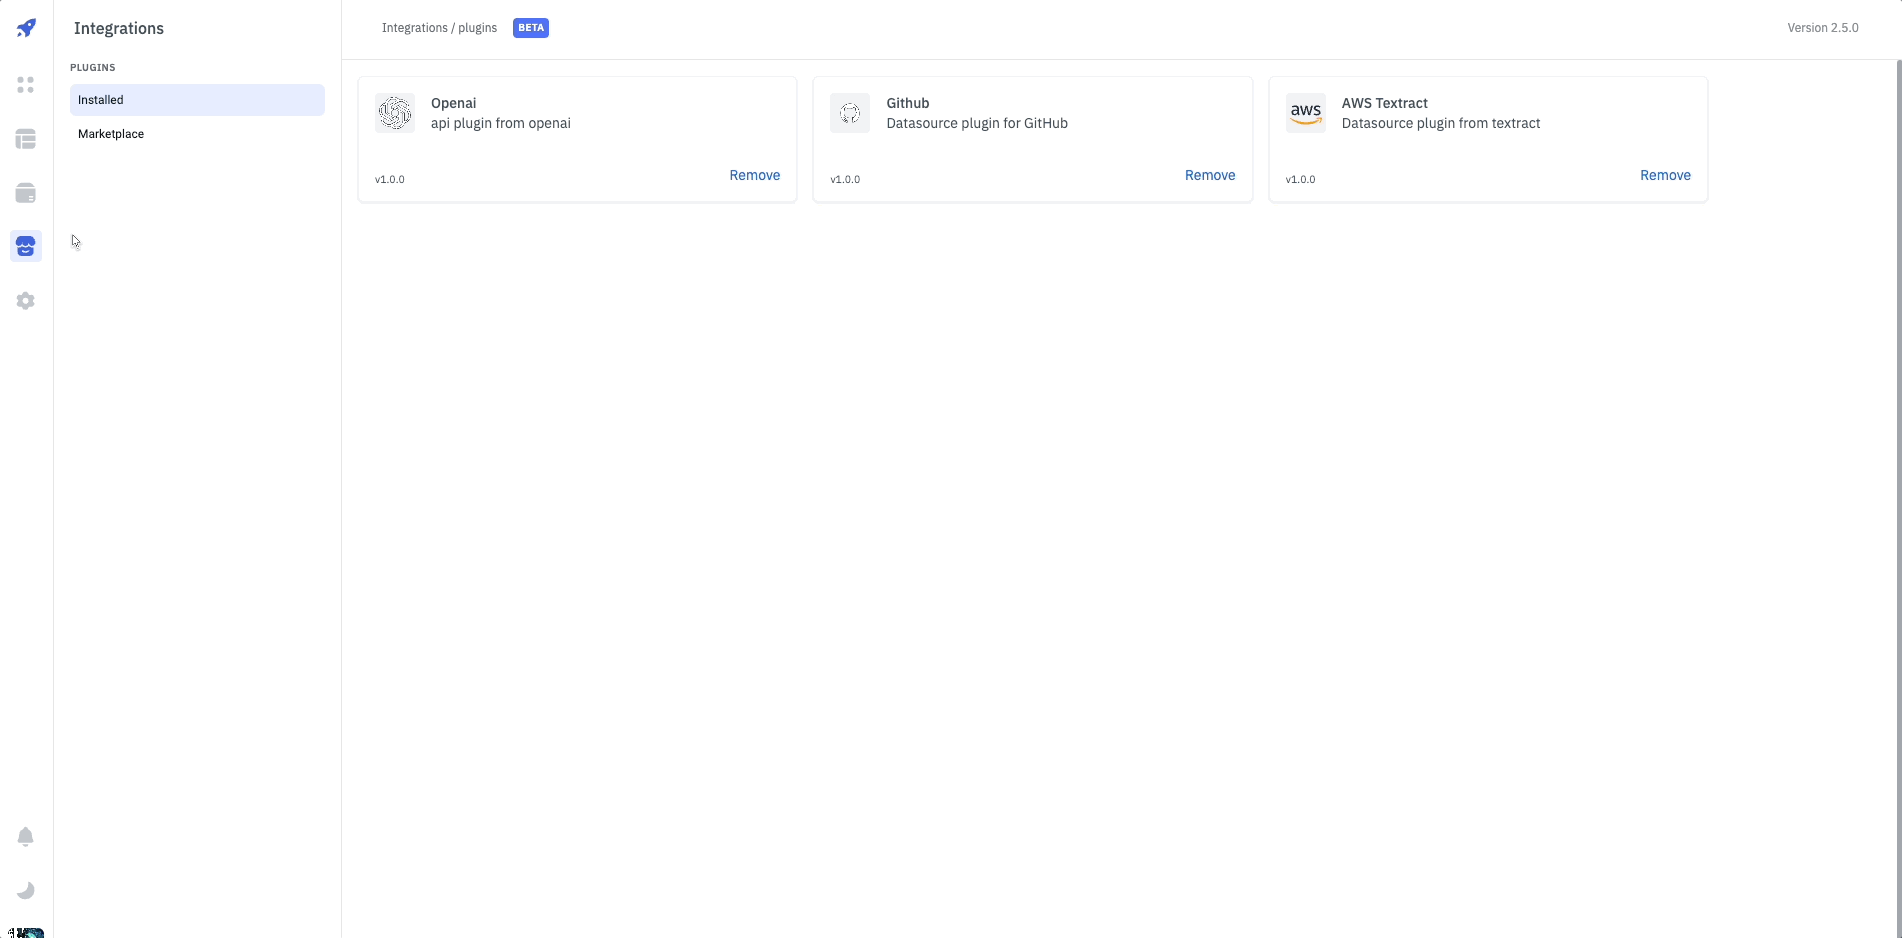 Integrations
PLUGINS
Installed
Marketplace
Integrations / plugins
BETA
Version 2.5.0
Openai
api plugin from openai
v1.0.0
Remove
Github
Datasource plugin for GitHub
v1.0.0
Remove
aws
AWS Textract
Datasource plugin from textract
v1.0.0
Remove